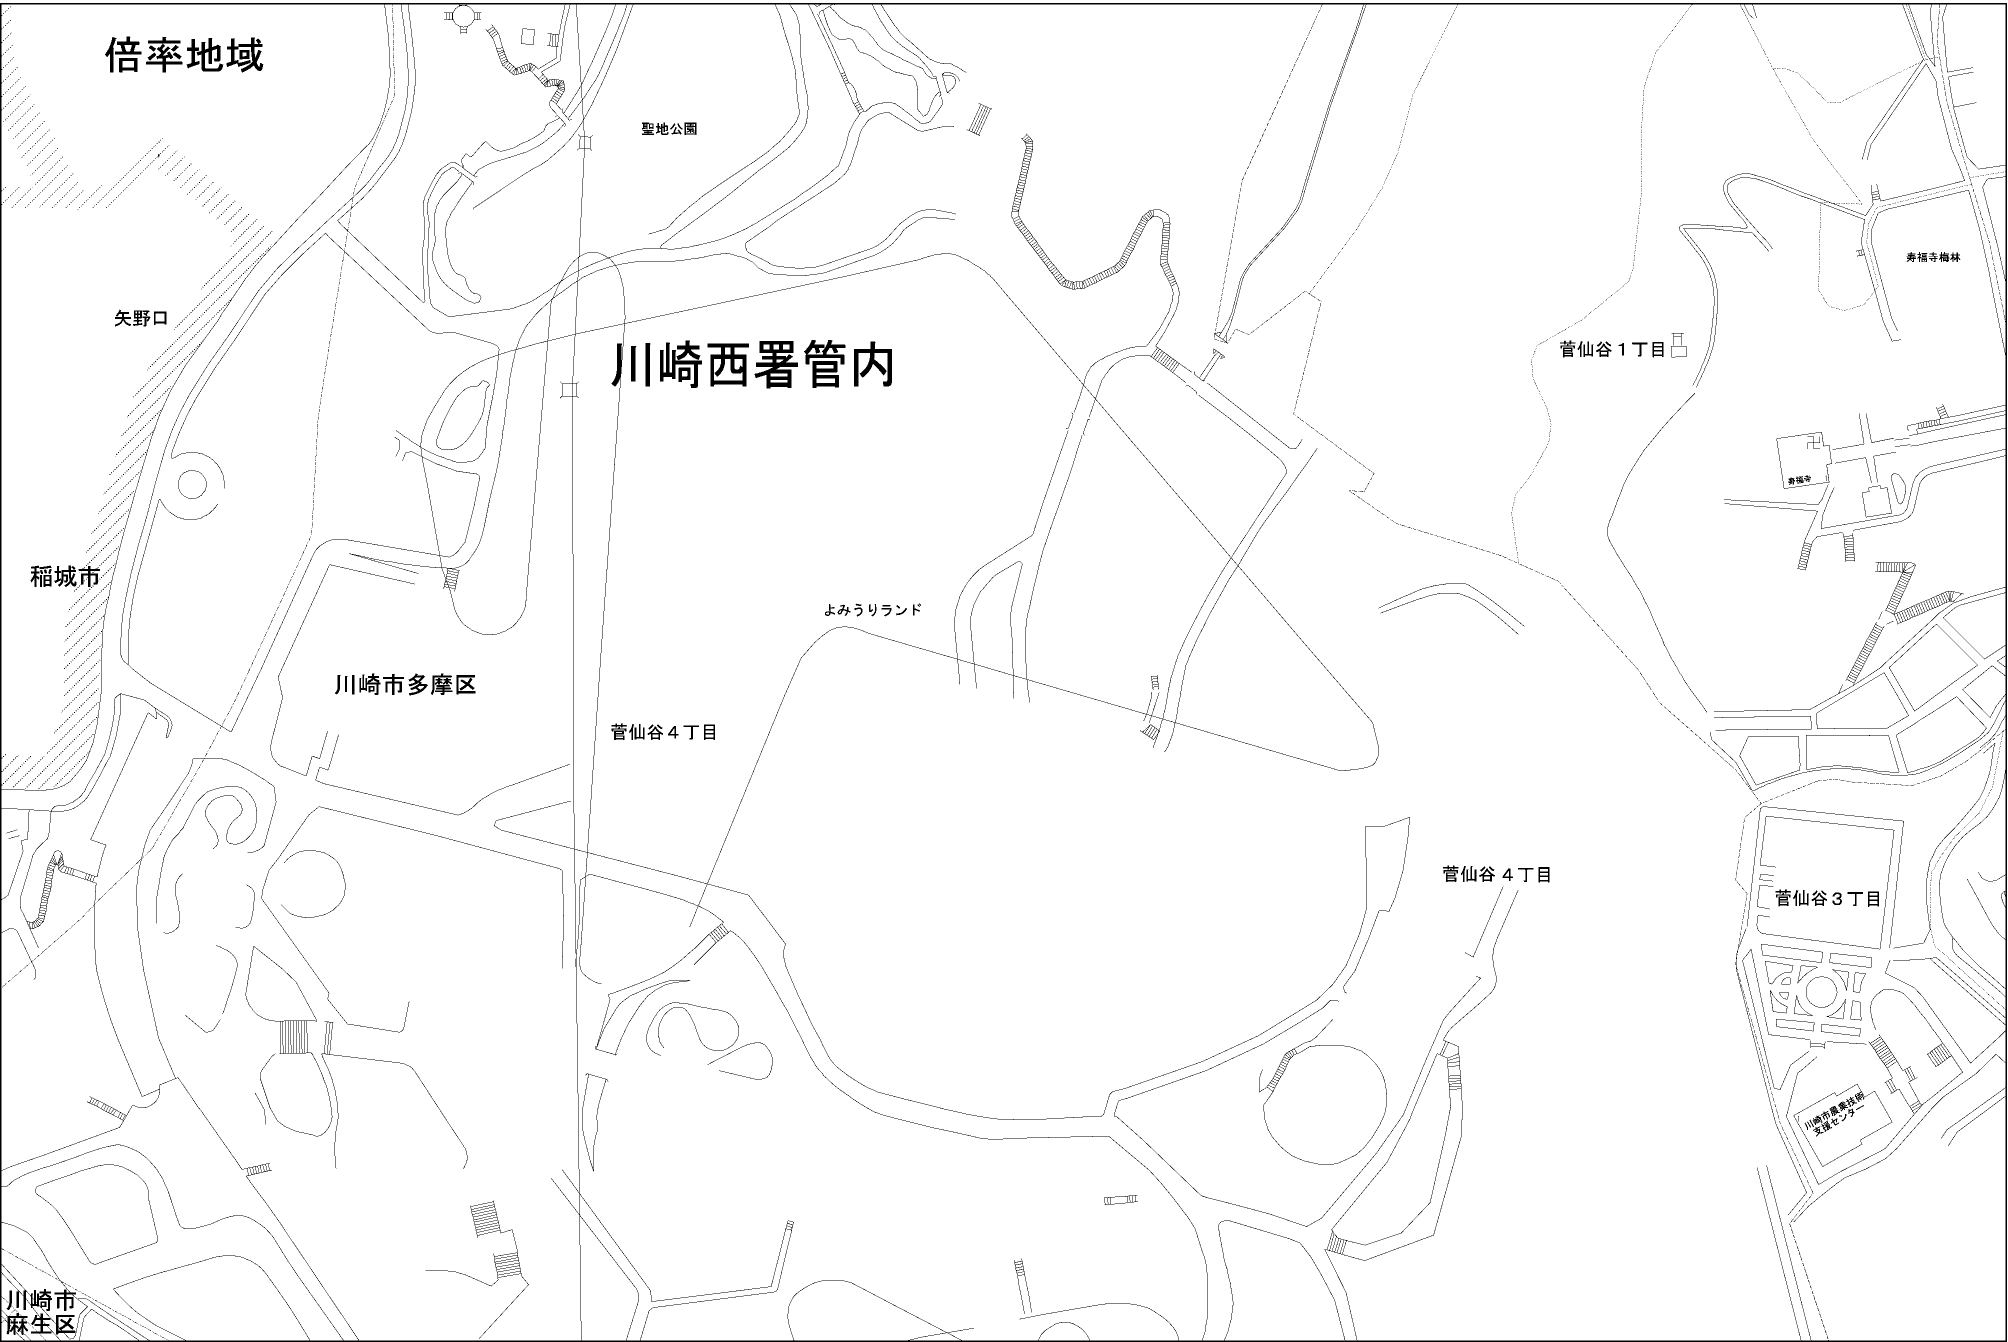 倍率地域
聖地公園
寿福寺梅林
矢野口
川崎西署管内
菅仙谷１丁目
寿福寺
稲城市
よみうりランド
川崎市多摩区
菅仙谷４丁目
菅仙谷４丁目
菅仙谷３丁目
川崎市農業技術
支援センター
川崎市
麻生区